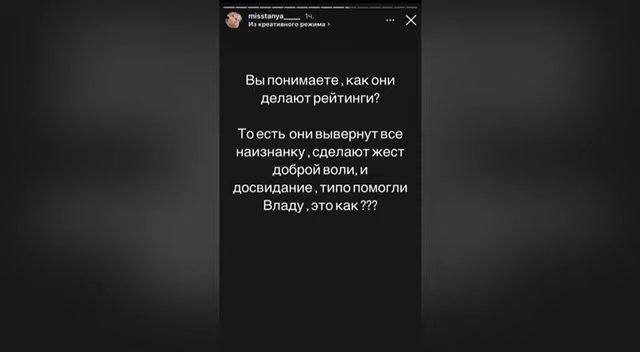 misstanya_____ 1ч.
Из креативного режима >
Вы понимаете , как они
делают рейтинги?
То есть они вывернут все
наизнанку , сделают жест
доброй воли, и
досвидание , типо помогли
Владу , это как ???